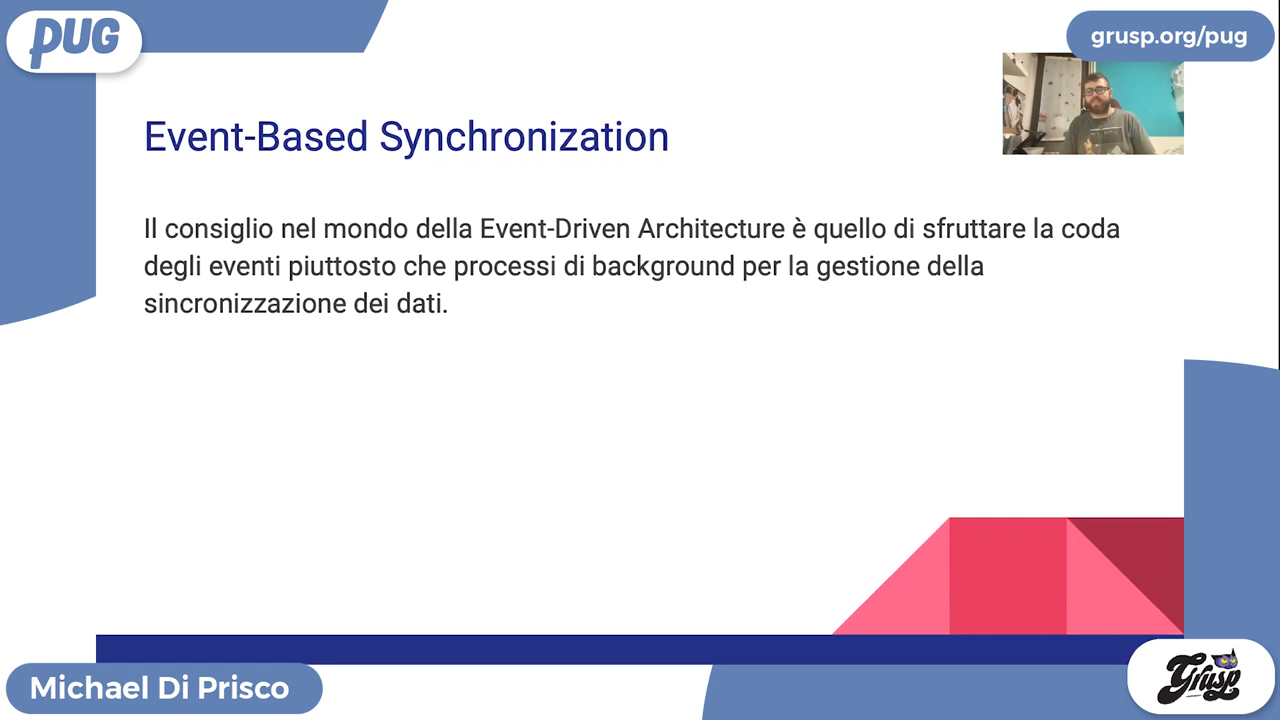 PUG
grusp.org/pug
Event-Based Synchronization
Il consiglio nel mondo della Event-Driven Architecture è quello di sfruttare la coda
degli eventi piuttosto che processi di background per la gestione della
sincronizzazione dei dati.
Michael Di Prisco
Grusp